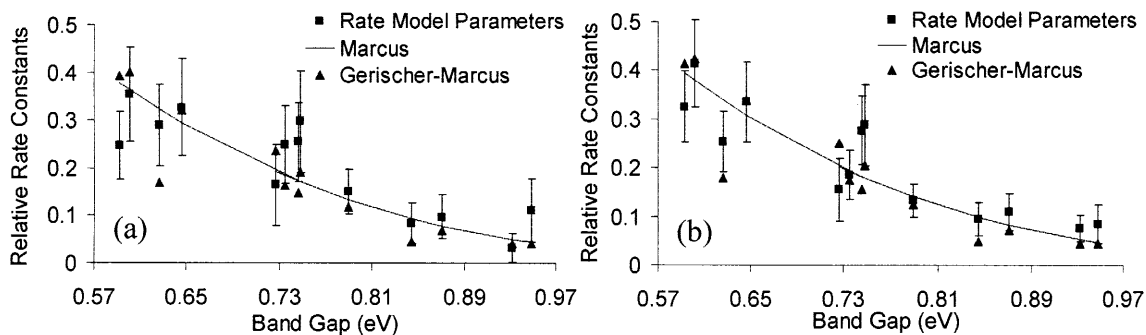 0.5
0.4
0.3
0.2
0.1
0
Relative Rate Constants
Rate Model Parameters
Marcus
Gerischer-Marcus
(a)
0.57 0.65 0.73 0.81 0.89 0.97
Band Gap (eV)
0.5
0.4
0.3
0.2
0.1
0
Relative Rate Constants
Rate Model Parameters
Marcus
Gerischer-Marcus
(b)
0.57 0.65 0.73 0.81 0.89 0.97
Band Gap (eV)